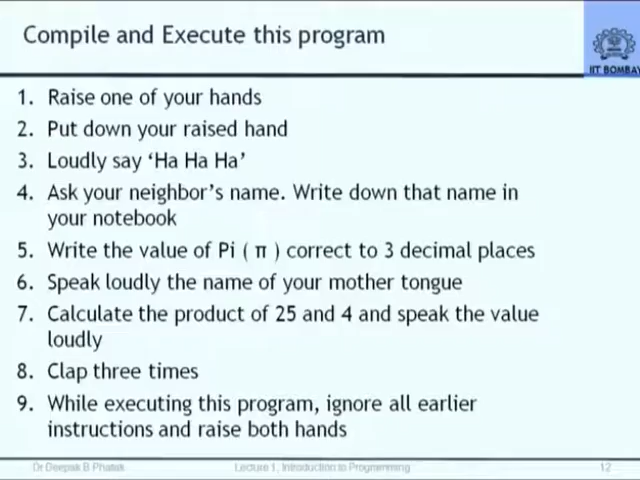 Compile and Execute this program
IIT BOMBAY
1. Raise one of your hands
2. Put down your raised hand
3. Loudly say ‘Ha Ha Ha’
4. Ask your neighbor’s name. Write down that name in
your notebook
5. Write the value of Pi ( π ) correct to 3 decimal places
6. Speak loudly the name of your mother tongue
7. Calculate the product of 25 and 4 and speak the value
loudly
8. Clap three times
9. While executing this program, ignore all earlier
instructions and raise both hands
Dr Deepak B Phatak
Lecture 1, Introduction to Programming
12